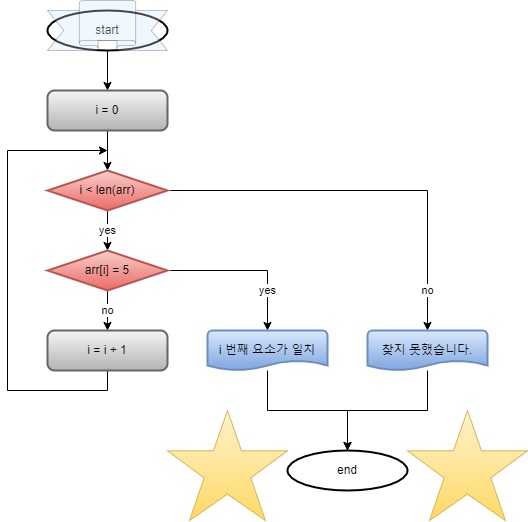 start
i = 0
i < len(arr)
yes
arr[i] = 5
yes
no
no
i = i + 1
i 번째 요소가 일치
찾지 못했습니다.
end